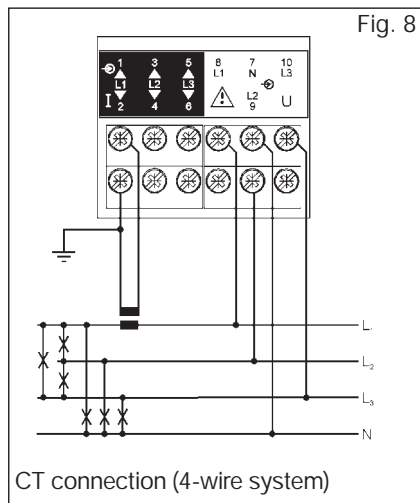 Fig. 8
1 3 5 8 7 10
L1 N L3
L1 L2 L3
L2
I 2 4 6 9 U
L
L2
L3
N
CT connection (4-wire system)